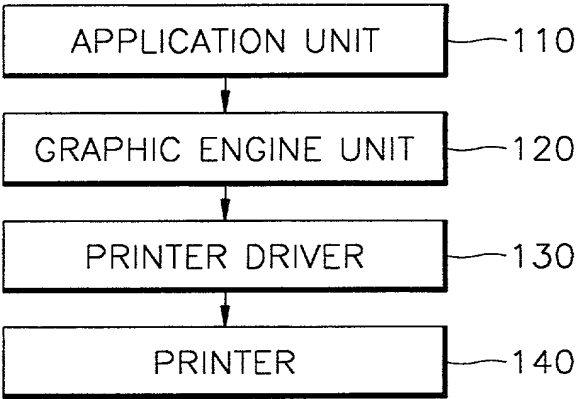 APPLICATION UNIT 110
GRAPHIC ENGINE UNIT 120
PRINTER DRIVER 130
PRINTER 140